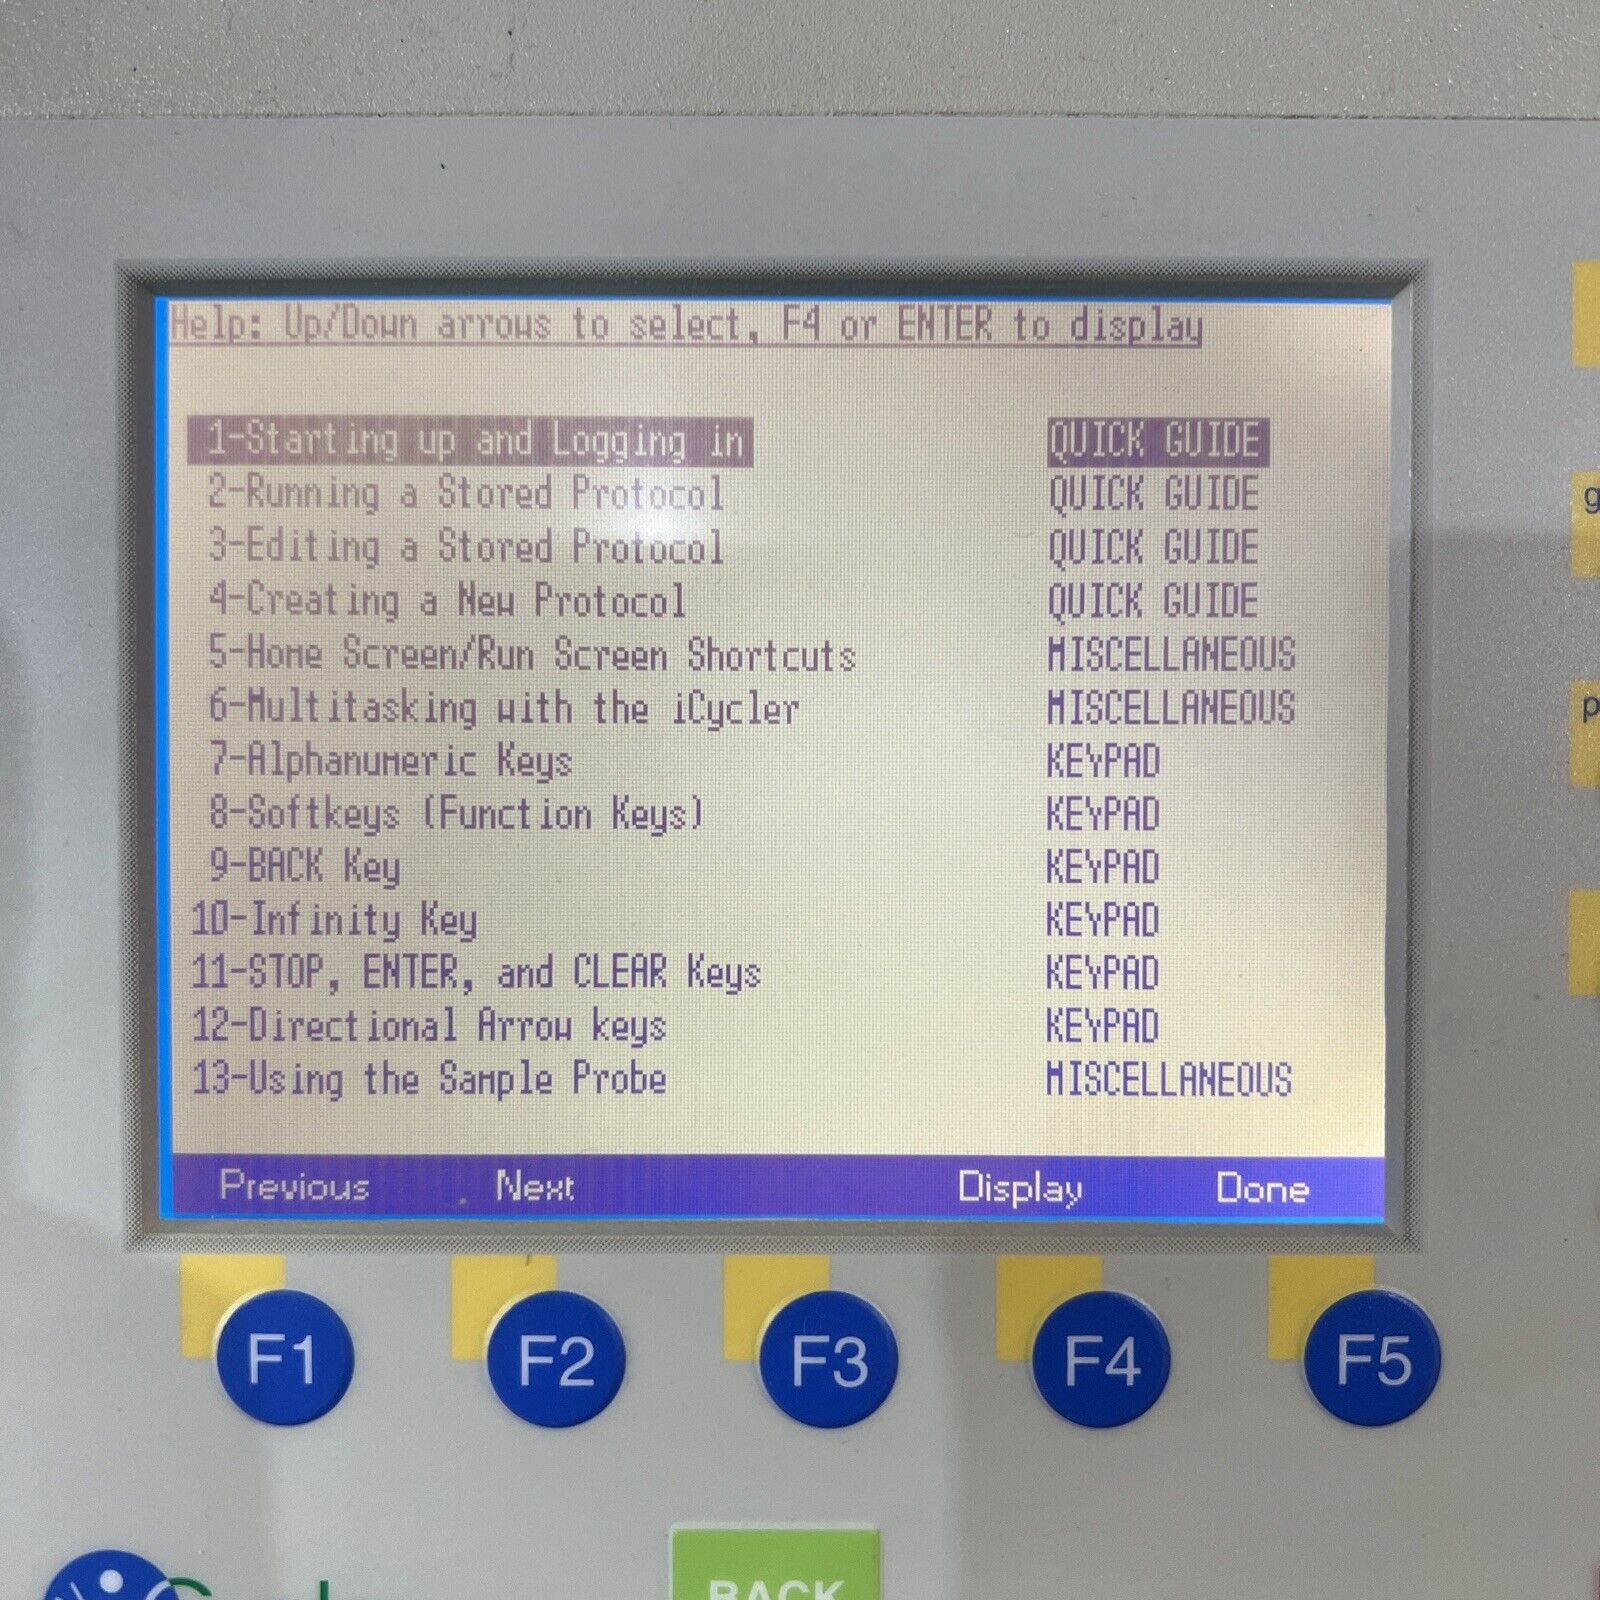 Help: Up/Down arrows to select, F4 or ENTER to display
1-Starting up and Logging in QUICK GUIDE
2-Running a Stored Protocol QUICK GUIDE
3-Editing a Stored Protocol QUICK GUIDE
4-Creating a New Protocol QUICK GUIDE
5-Home Screen/Run Screen Shortcuts MISCELLANEOUS
6-Multitasking with the iCycler MISCELLANEOUS
7-Alphanumeric Keys KEYPAD
8-Softkeys (Function Keys) KEYPAD
9-BACK Key KEYPAD
10-Infinity Key KEYPAD
11-STOP, ENTER, and CLEAR Keys KEYPAD
12-Directional Arrow keys KEYPAD
13-Using the Sample Probe MISCELLANEOUS
Previous Next Display Done
F1 F2 F3 F4 F5
BACK